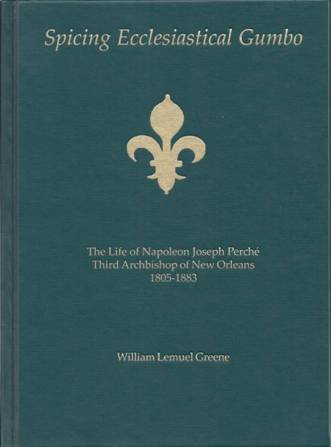 Spicing Ecclesiastical Gumbo
The Life of Napoleon Joseph Perché
Third Archbishop of New Orleans
1805-1883
William Lemuel Greene